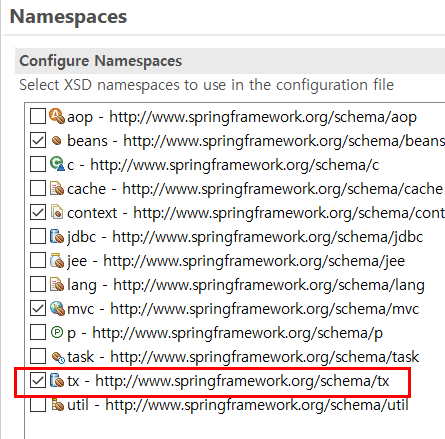 Namespaces
Configure Namespaces
Select XSD namespaces to use in the configuration file
aop - http://www.springframework.org/schema/aop
beans - http://www.springframework.org/schema/beans
c - http://www.springframework.org/schema/c
cache - http://www.springframework.org/schema/cache
context - http://www.springframework.org/schema/cont
jdbc - http://www.springframework.org/schema/jdbc
jee - http://www.springframework.org/schema/jee
lang - http://www.springframework.org/schema/lang
mvc - http://www.springframework.org/schema/mvc
p - http://www.springframework.org/schema/p
task - http://www.springframework.org/schema/task
tx - http://www.springframework.org/schema/tx
util - http://www.springframework.org/schema/util